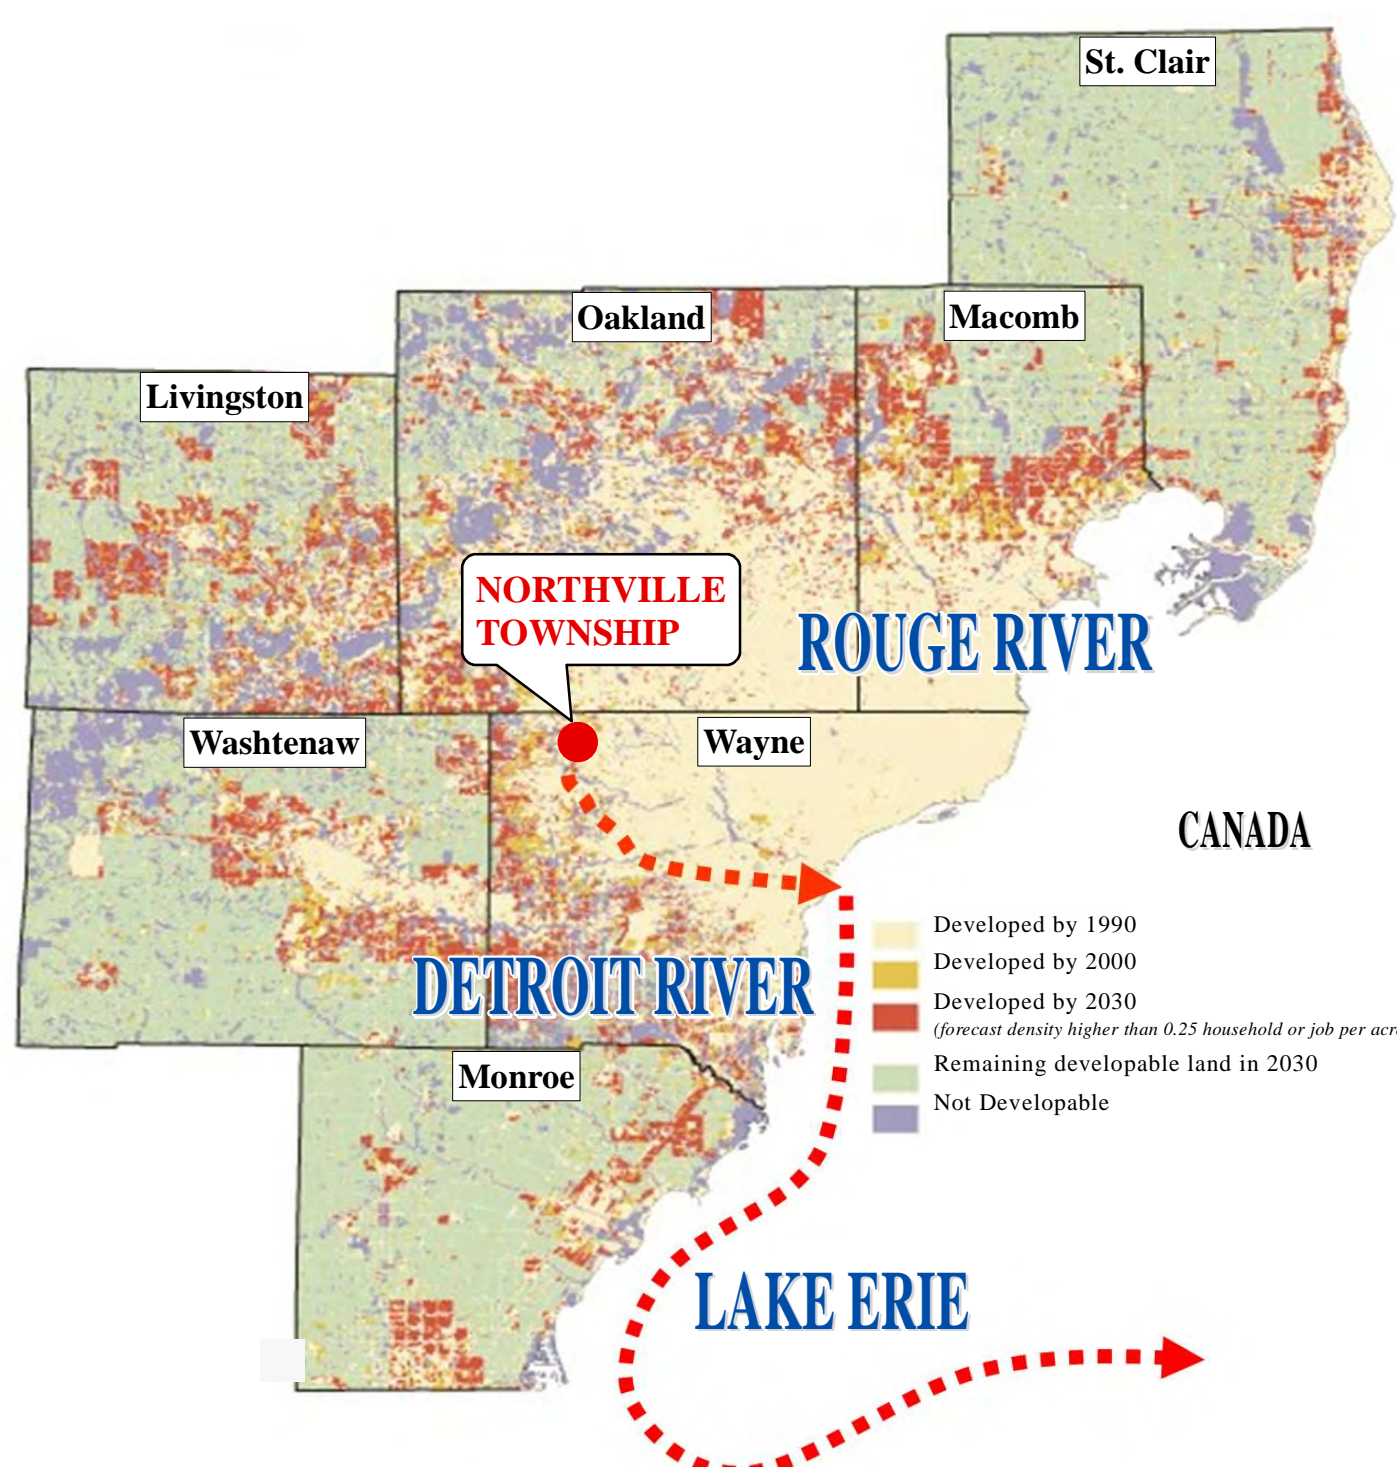 St. Clair
Oakland
Macomb
Livingston
NORTHVILLE
TOWNSHIP
ROUGE RIVER
Washtenaw
Wayne
CANADA
Developed by 1990
Developed by 2000
DETROIT RIVER
Developed by 2030
(forecast density higher than 0.25 household or job per acr
Remaining developable land in 2030
Monroe
Not Developable
LAKE ERIE